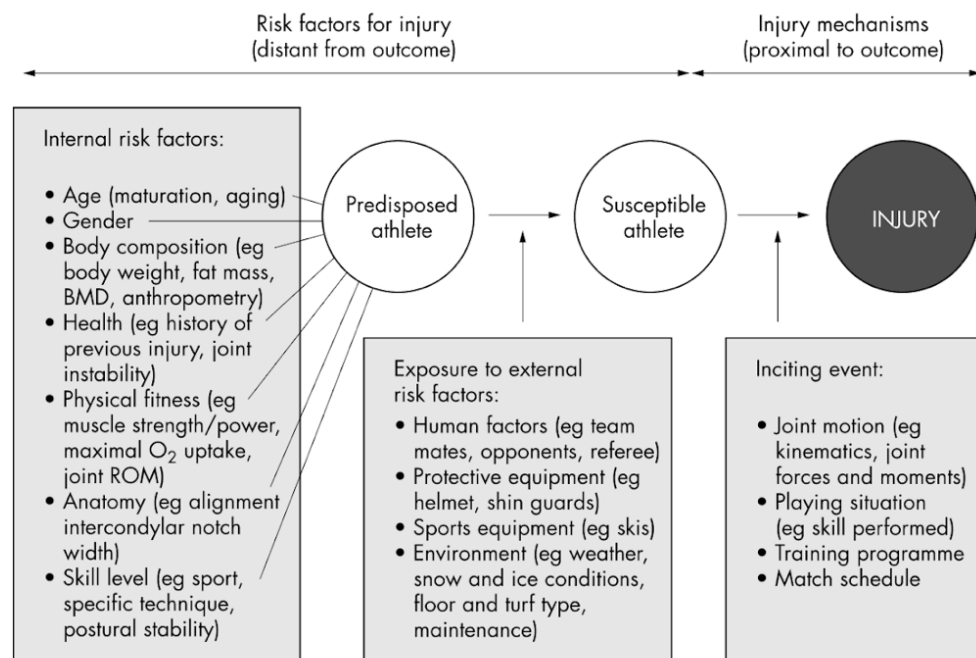 Risk factors for injury
(distant from outcome)
Injury mechanisms
(proximal to outcome)
Internal risk factors:
• Age (maturation, aging)
• Gender
• Body composition (eg
body weight, fat mass,
BMD, anthropometry)
• Health (eg history of
previous injury, joint
instability)
• Physical fitness (eg
muscle strength/power,
maximal O₂ uptake,
joint ROM)
• Anatomy (eg alignment
intercondylar notch
width)
• Skill level (eg sport,
specific technique,
postural stability)
Predisposed
athlete
Susceptible
athlete
INJURY
Exposure to external
risk factors:
• Human factors (eg team
mates, opponents, referee)
• Protective equipment (eg
helmet, shin guards)
• Sports equipment (eg skis)
• Environment (eg weather,
snow and ice conditions,
floor and turf type,
maintenance)
Inciting event:
• Joint motion (eg
kinematics, joint
forces and moments)
• Playing situation
(eg skill performed)
• Training programme
• Match schedule